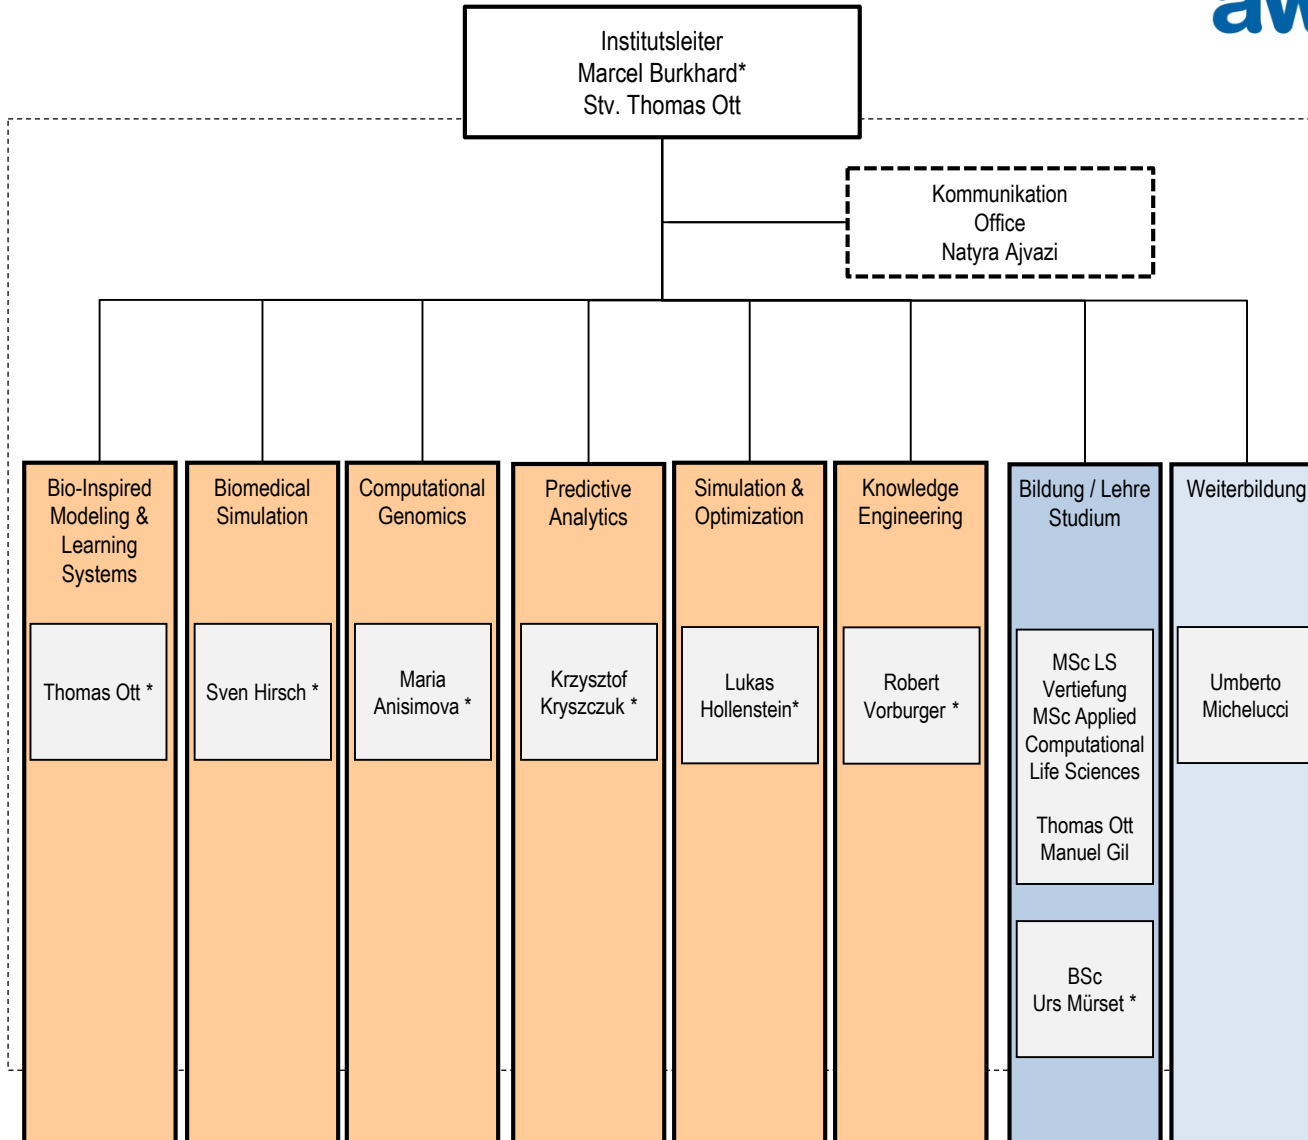 aw
Institutsleiter
Marcel Burkhard*
Stv. Thomas Ott
Kommunikation
Office
Natyra Ajvazi
Bio-Inspired
Modeling &
Learning
Systems
Thomas Ott *
Biomedical
Simulation
Sven Hirsch *
Computational
Genomics
Maria
Anisimova *
Predictive
Analytics
Krzysztof
Kryszczuk *
Simulation &
Optimization
Lukas
Hollenstein*
Knowledge
Engineering
Robert
Vorburger *
Bildung / Lehre
Studium
MSc LS
Vertiefung
MSc Applied
Computational
Life Sciences
Thomas Ott
Manuel Gil
BSc
Urs Mürset *
Weiterbildung
Umberto
Michelucci